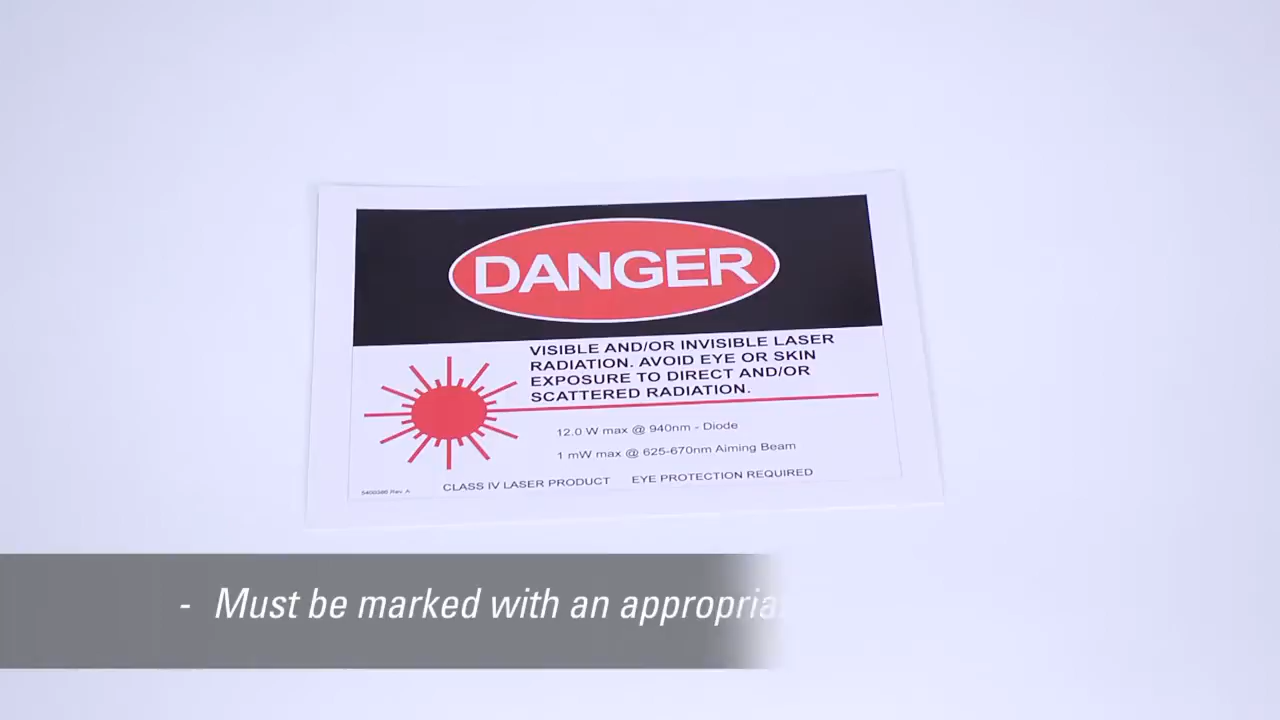 DANGER
VISIBLE AND/OR INVISIBLE LASER
RADIATION. AVOID EYE OR SKIN
EXPOSURE TO DIRECT AND/OR
SCATTERED RADIATION.
12.0 W max @ 940nm - Diode
1 mW max @ 625-670nm Aiming Beam
CLASS IV LASER PRODUCT EYE PROTECTION REQUIRED
- Must be marked with an